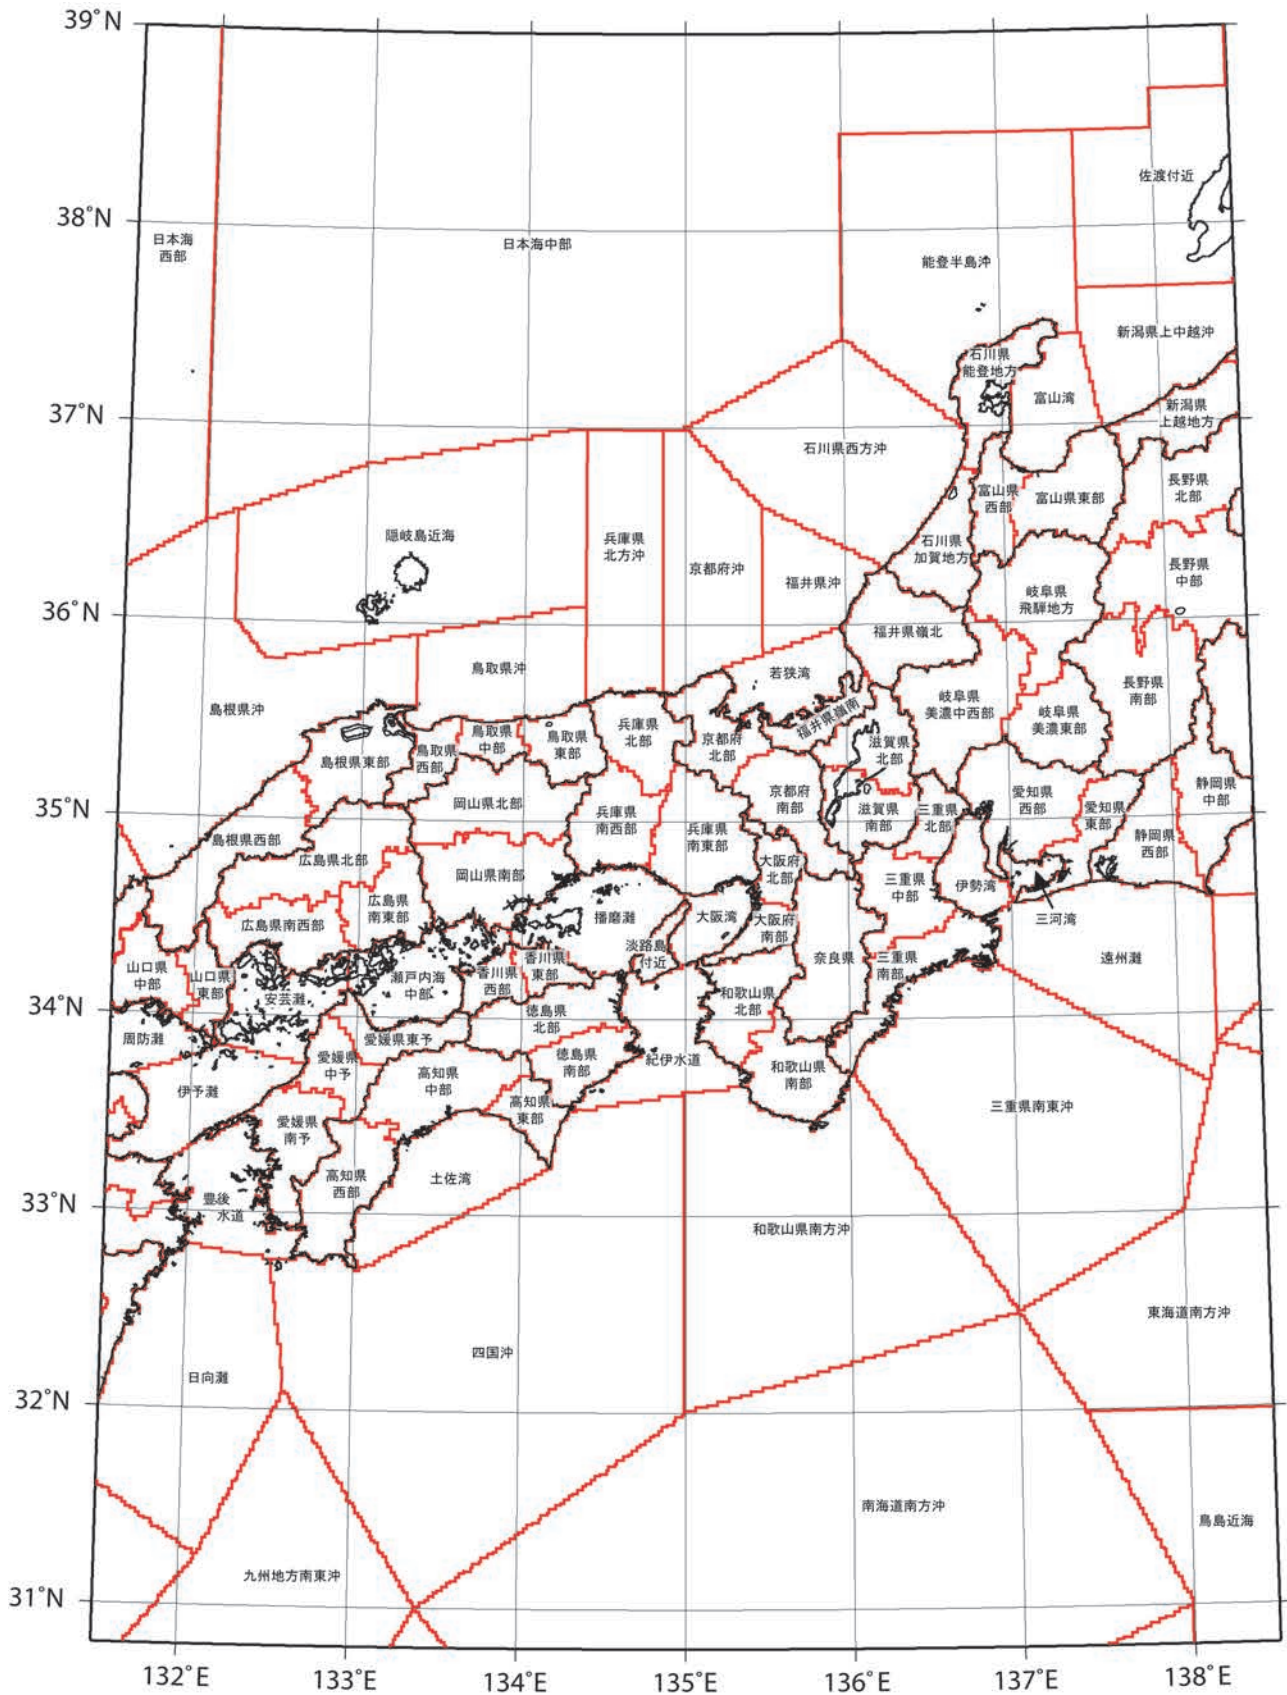 39°N
佐渡付近
38°N
日本海
西部
日本海中部
能登半島沖
新潟県上中越沖
石川県
能登地方
富山湾
新潟県
上越地方
37°N
石川県西方沖
富山県
西部
富山県東部
長野県
北部
隠岐島近海
兵庫県
北方沖
京都府沖
福井県沖
石川県
加賀地方
長野県
中部
岐阜県
飛騨地方
36°N
福井県嶺北
鳥取県沖
若狭湾
島根県沖
福井県嶺南
岐阜県
美濃中西部
岐阜県
美濃東部
長野県
南部
島根県東部
鳥取県
西部
鳥取県
中部
鳥取県
東部
兵庫県
北部
京都府
北部
滋賀県
北部
静岡県
中部
35°N
岡山県北部
兵庫県
南西部
京都府
南部
滋賀県
南部
三重県
北部
愛知県
西部
愛知県
東部
静岡県
西部
島根県西部
広島県北部
兵庫県
南東部
大阪府
北部
岡山県南部
三重県
中部
伊勢湾
広島県
南東部
広島県南西部
播磨灘
大阪湾
大阪府
南部
三河湾
淡路島
付近
奈良県
三重県
南部
遠州灘
山口県
中部
山口県
東部
安芸灘
瀬戸内海
中部
香川県
西部
香川県
東部
和歌山県
北部
34°N
周防灘
愛媛県東予
徳島県
北部
愛媛県
中予
高知県
中部
徳島県
南部
紀伊水道
和歌山県
南部
伊予灘
高知県
東部
三重県南東沖
愛媛県
南予
高知県
西部
土佐湾
33°N
豊後
水道
和歌山県南方沖
東海道南方沖
四国沖
日向灘
32°N
南海道南方沖
鳥島近海
九州地方南東沖
31°N
132°E
133°E
134°E
135°E
136°E
137°E
138°E